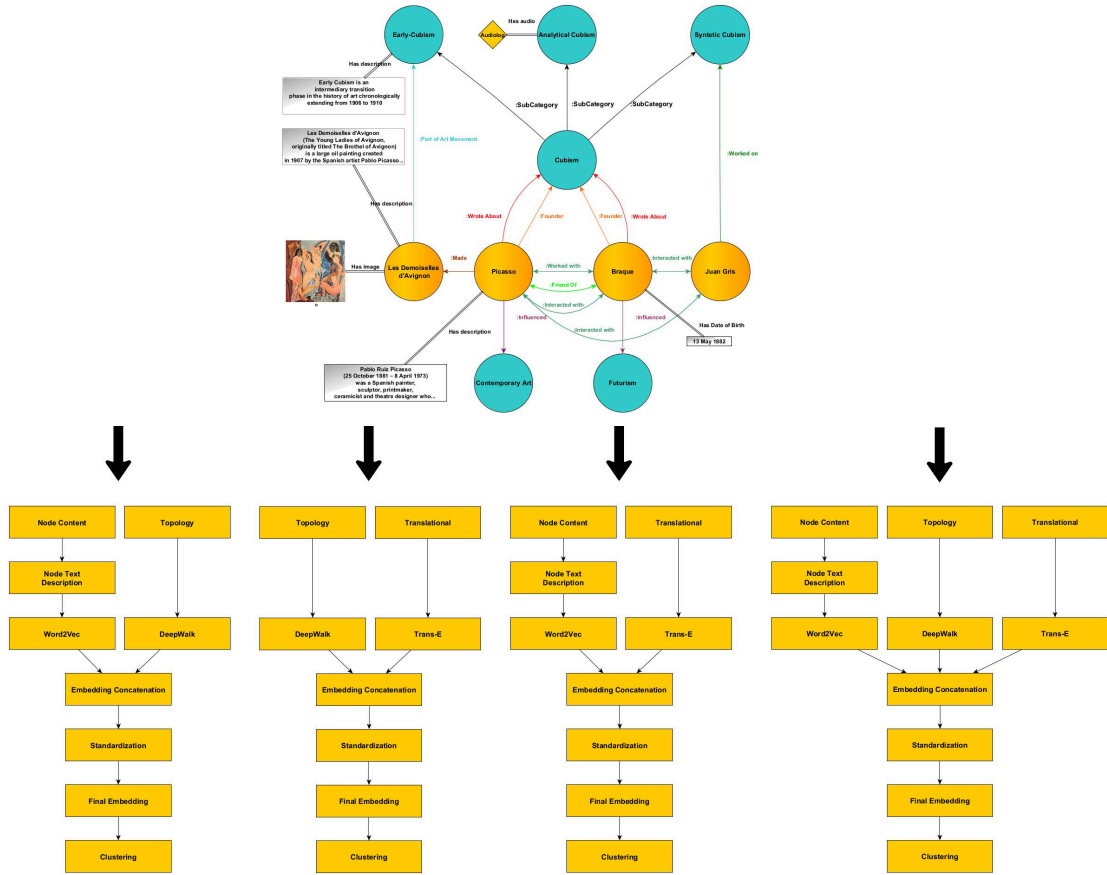 Has audio
Early-Cubism
Audiolog
Analytical Cubism
Syntetic Cubism
Has description
Early Cubism is an
intermediary transition
phase in the history of art chronologically
extending from 1906 to 1910
:SubCategory
:SubCategory
:SubCategory
Les Demoiselles d'Avignon
(The Young Ladies of Avignon,
originally titled The Brothel of Avignon)
is a large oil painting created
in 1907 by the Spanish artist Pablo Picasso...
:Part of Art Movement
Cubism
:Worked on
Has description
:Wrote About
:Founder
:Founder
:Wrote About
Has image
Les Demoiselles
d'Avignon
:Made
Picasso
:Worked with
Braque
:Interacted with
Juan Gris
:Friend Of
:Interacted with
:Influenced
:Influenced
Has description
:Interacted with
Has Date of Birth
13 May 1882
Pablo Ruiz Picasso
(25 October 1881 – 8 April 1973)
was a Spanish painter,
sculptor, printmaker,
ceramicist and theatre designer who...
Contemporary Art
Futurism
Node Content
Topology
Node Text
Description
Word2Vec
DeepWalk
Embedding Concatenation
Standardization
Final Embedding
Clustering
Topology
Translational
DeepWalk
Trans-E
Embedding Concatenation
Standardization
Final Embedding
Clustering
Node Content
Translational
Node Text
Description
Word2Vec
Trans-E
Embedding Concatenation
Standardization
Final Embedding
Clustering
Node Content
Topology
Translational
Node Text
Description
Word2Vec
DeepWalk
Trans-E
Embedding Concatenation
Standardization
Final Embedding
Clustering